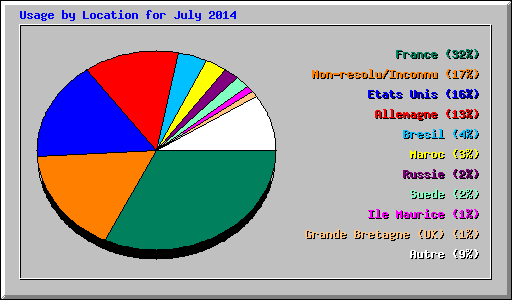 Usage by Location for July 2014
France (32%)
Non-resolu/Inconnu (17%)
Etats Unis (16%)
Allemagne (13%)
Bresil (4%)
Maroc (3%)
Russie (2%)
Suede (2%)
Ile Maurice (1%)
Grande Bretagne (UK) (1%)
Autre (9%)